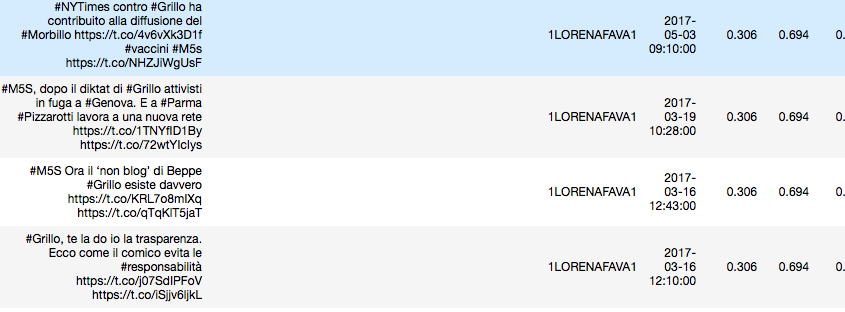 #NYTimes contro #Grillo ha
contribuito alla diffusione del
#Morbillo https://t.co/4v6vXk3D1f
#vaccini #M5s
https://t.co/NHZJiWgUsF
1LORENAFAVA1
2017-
05-03
09:10:00
0.306
0.694
0.
#M5S, dopo il diktat di #Grillo attivisti
in fuga a #Genova. E a #Parma
#Pizzarotti lavora a una nuova rete
https://t.co/1TNYflD1By
https://t.co/72wtYlclys
1LORENAFAVA1
2017-
03-19
10:28:00
0.306
0.694
0.
#M5S Ora il ‘non blog’ di Beppe
#Grillo esiste davvero
https://t.co/KRL7o8mlXq
https://t.co/qTqKlT5jaT
1LORENAFAVA1
2017-
03-16
12:43:00
0.306
0.694
0.
#Grillo, te la do io la trasparenza.
Ecco come il comico evita le
#responsabilità
https://t.co/j07SdIPFoV
https://t.co/iSjjv6ljkL
1LORENAFAVA1
2017-
03-16
12:10:00
0.306
0.694
0.